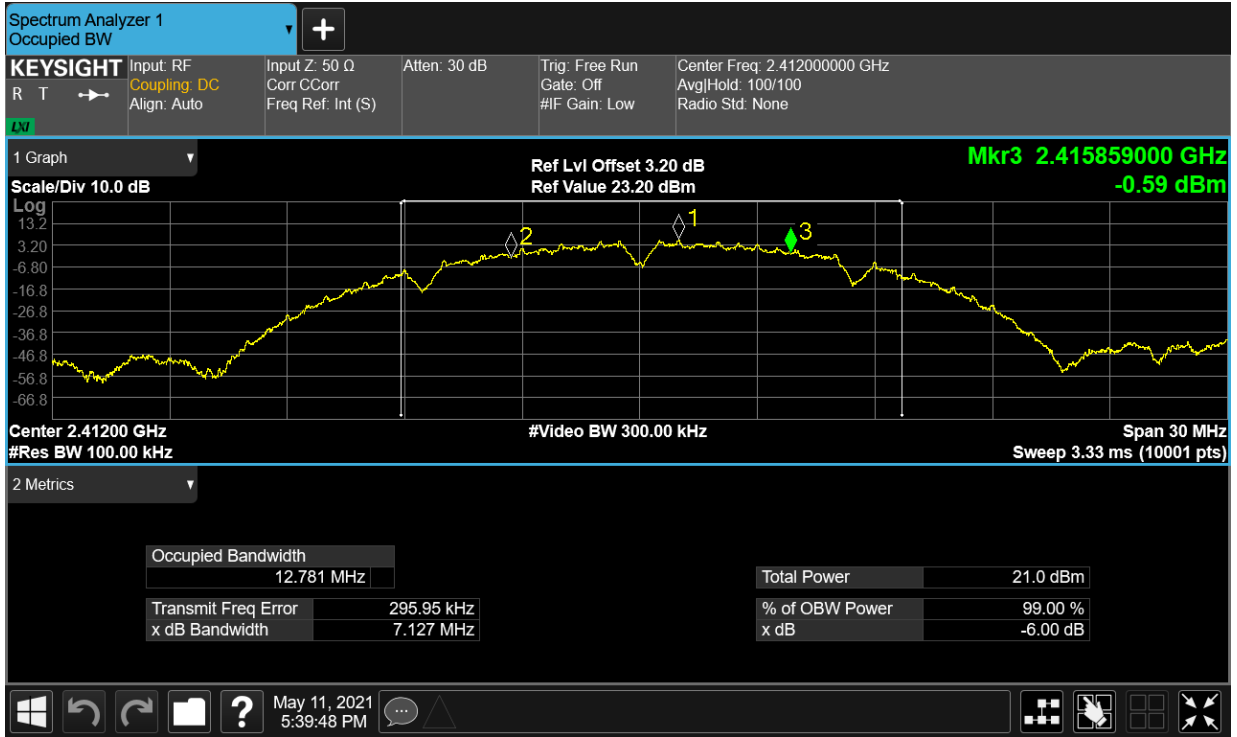 Spectrum Analyzer 1
Occupied BW
KEYSIGHT
R T
LXI
Input: RF
Coupling: DC
Align: Auto
Input Z: 50 Ω
Corr CCorr
Freq Ref: Int (S)
Atten: 30 dB
Trig: Free Run
Gate: Off
#IF Gain: Low
Center Freq: 2.412000000 GHz
Avg|Hold: 100/100
Radio Std: None
1 Graph
Scale/Div 10.0 dB
Ref Lvl Offset 3.20 dB
Ref Value 23.20 dBm
Mkr3 2.415859000 GHz
-0.59 dBm
Log
13.2
3.20
-6.80
-16.8
-26.8
-36.8
-46.8
-56.8
-66.8
2
1
3
Center 2.41200 GHz
#Res BW 100.00 kHz
#Video BW 300.00 kHz
Span 30 MHz
Sweep 3.33 ms (10001 pts)
2 Metrics
Occupied Bandwidth
12.781 MHz
Transmit Freq Error 295.95 kHz
x dB Bandwidth 7.127 MHz
Total Power 21.0 dBm
% of OBW Power 99.00 %
x dB -6.00 dB
?
May 11, 2021
5:39:48 PM